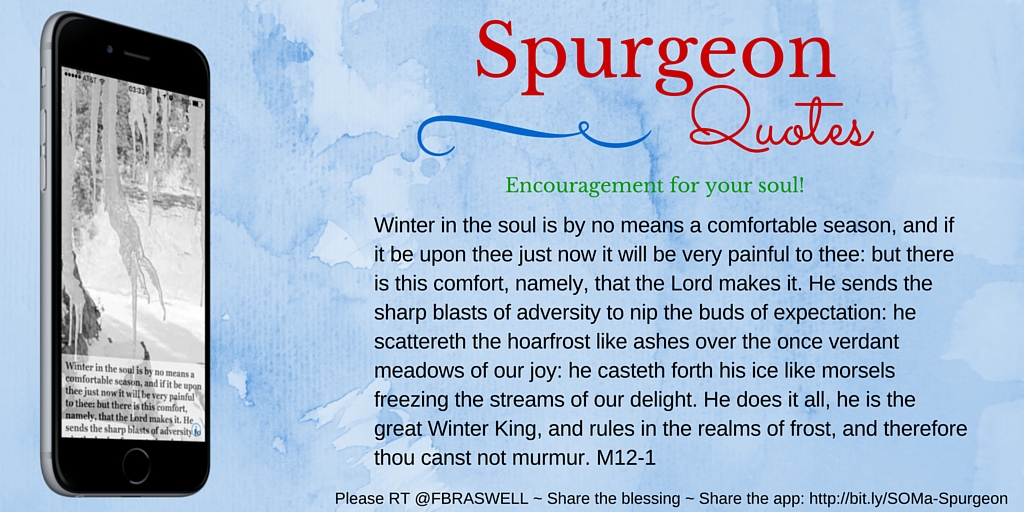 Spurgeon
Quotes
Encouragement for your soul!
Winter in the soul is by no means a comfortable season, and if
it be upon thee just now it will be very painful to thee: but there
is this comfort, namely, that the Lord makes it. He sends the
sharp blasts of adversity to nip the buds of expectation: he
scattereth the hoarfrost like ashes over the once verdant
meadows of our joy: he casteth forth his ice like morsels
freezing the streams of our delight. He does it all, he is the
great Winter King, and rules in the realms of frost, and therefore
thou canst not murmur. M12-1
Please RT @FBRASWELL ~ Share the blessing ~ Share the app: http://bit.ly/SOMa-Spurgeon
AT&T
03:33
Winter in the soul is by no means a
comfortable season, and if it be upon
thee just now it will be very painful
to thee: but there is this comfort,
namely, that the Lord makes it. He
sends the sharp blasts of adversity to